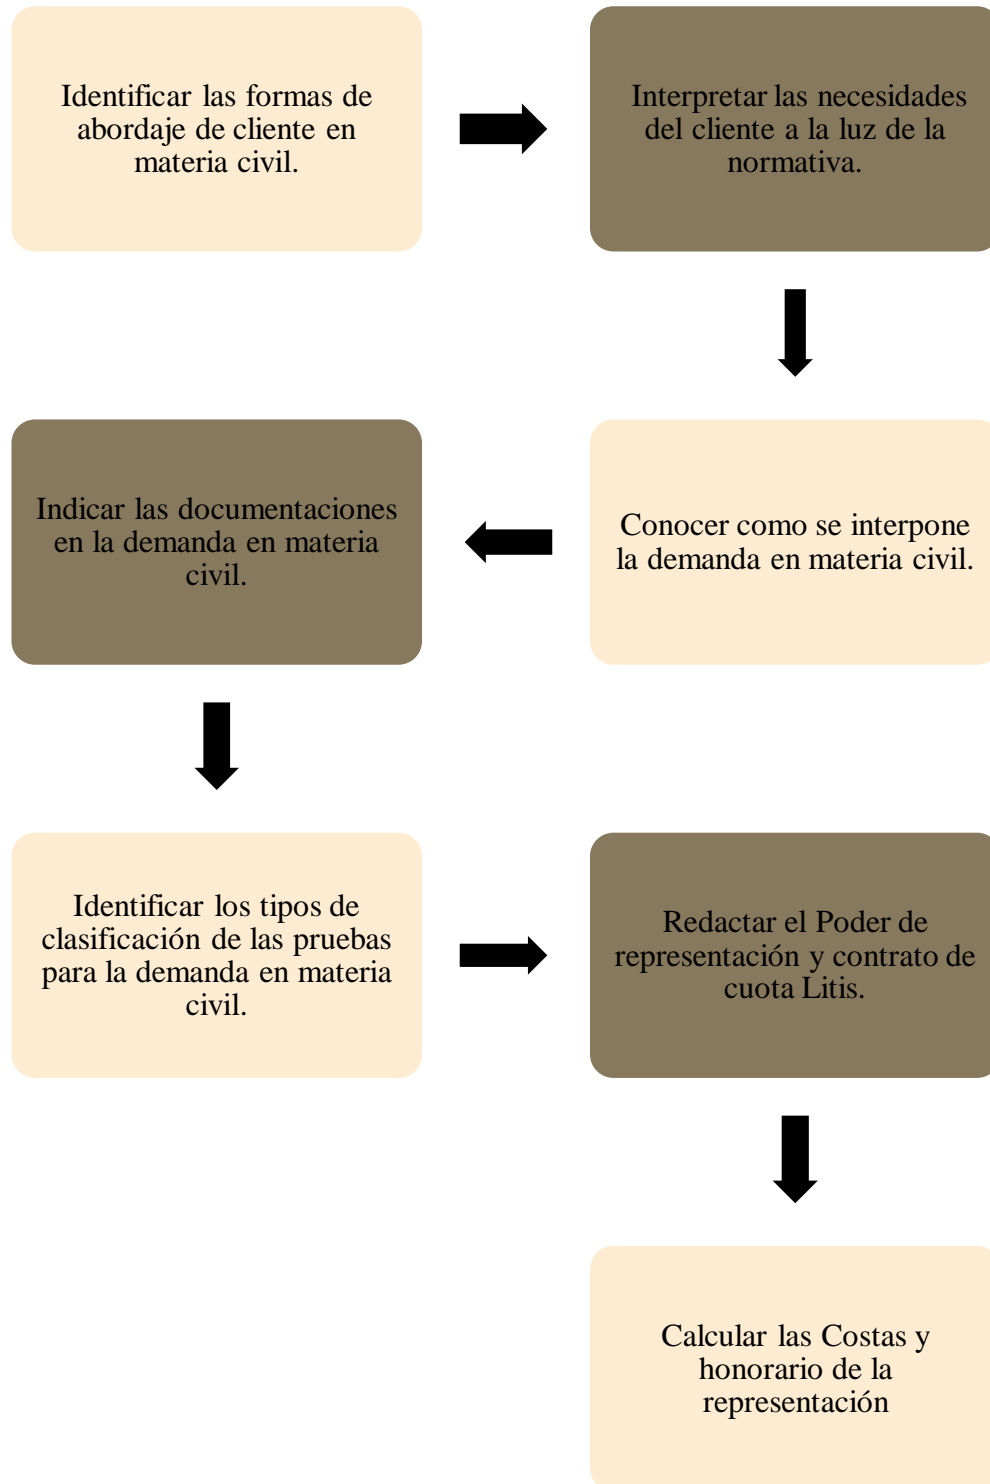 Identificar las formas de
abordaje de cliente en
materia civil.
Interpretar las necesidades
del cliente a la luz de la
normativa.
Conocer como se interpone
la demanda en materia civil.
Indicar las documentaciones
en la demanda en materia
civil.
Identificar los tipos de
clasificación de las pruebas
para la demanda en materia
civil.
Redactar el Poder de
representación y contrato de
cuota Litis.
Calcular las Costas y
honorario de la
representación